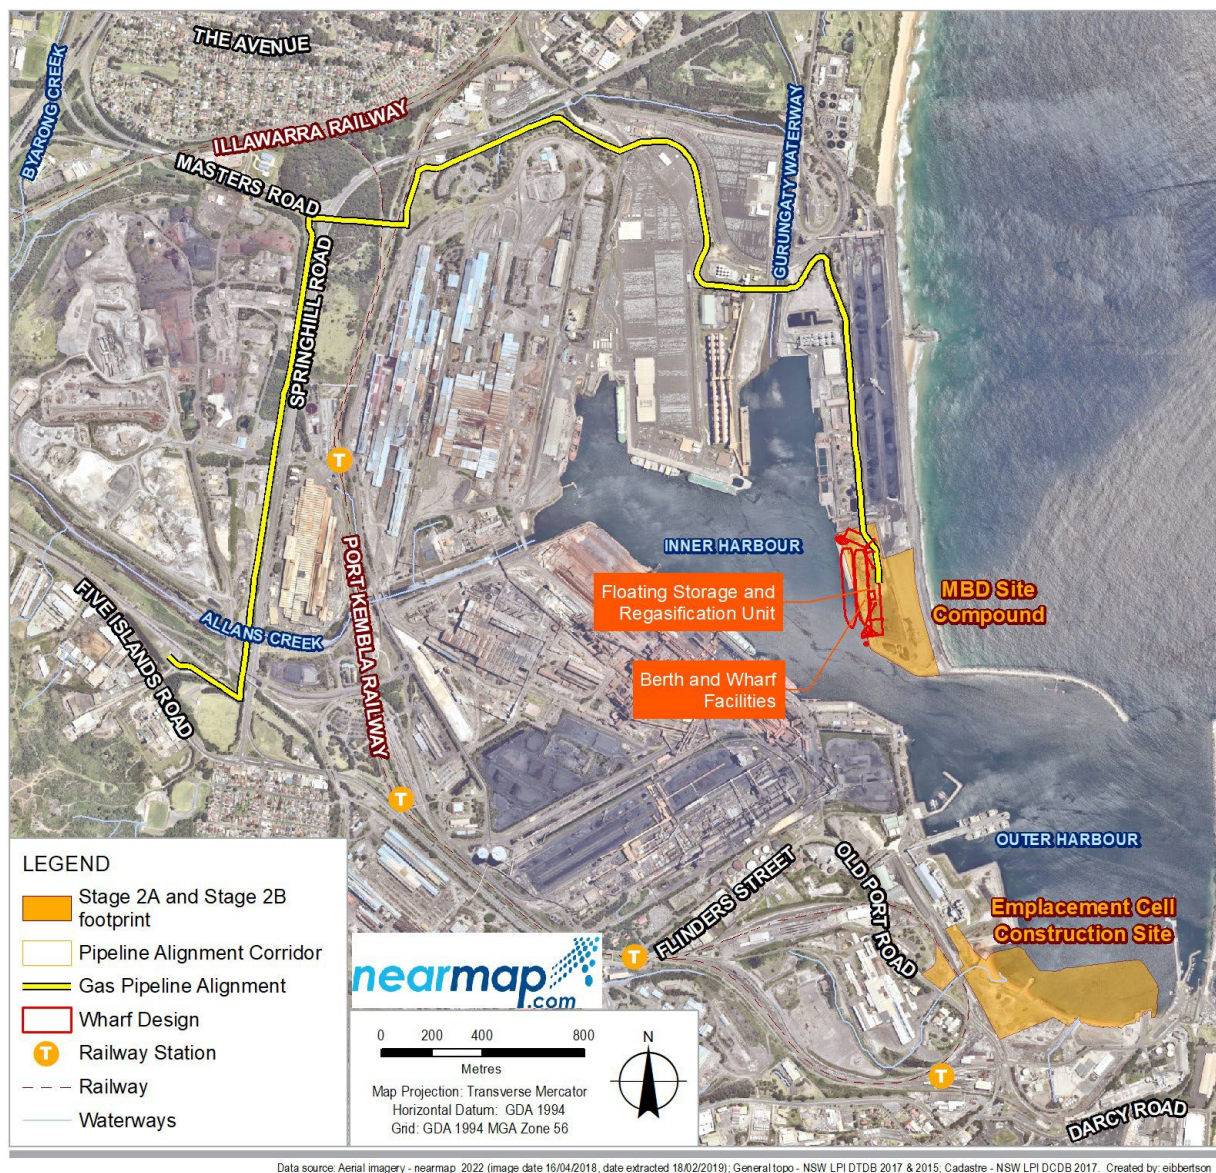 THE AVENUE
BYARONG CREEK
ILLAWARRA RAILWAY
MASTERS ROAD
GURUNGATY WATERWAY
SPRINGHILL ROAD
T
INNER HARBOUR
Floating Storage and
Regasification Unit
MBD Site
Compound
PORT KEMBLA RAILWAY
FIVE ISLANDS ROAD
ALLANS CREEK
Berth and Wharf
Facilities
T
OUTER HARBOUR
OLD PORT ROAD
FLINDERS STREET
Emplacement Cell
Construction Site
T
T
DARCY ROAD
LEGEND
Stage 2A and Stage 2B
footprint
Pipeline Alignment Corridor
Gas Pipeline Alignment
Wharf Design
T Railway Station
Railway
Waterways
nearmap
.com
0 200 400 800
Metres
Map Projection: Transverse Mercator
Horizontal Datum: GDA 1994
Grid: GDA 1994 MGA Zone 56
N
Data source: Aerial imagery - nearmap 2022 (image date 16/04/2018, date extracted 18/02/2019); General topo - NSW LPI DTDB 2017 & 2015; Cadastre - NSW LPI DCDB 2017. Created by: eibbertson